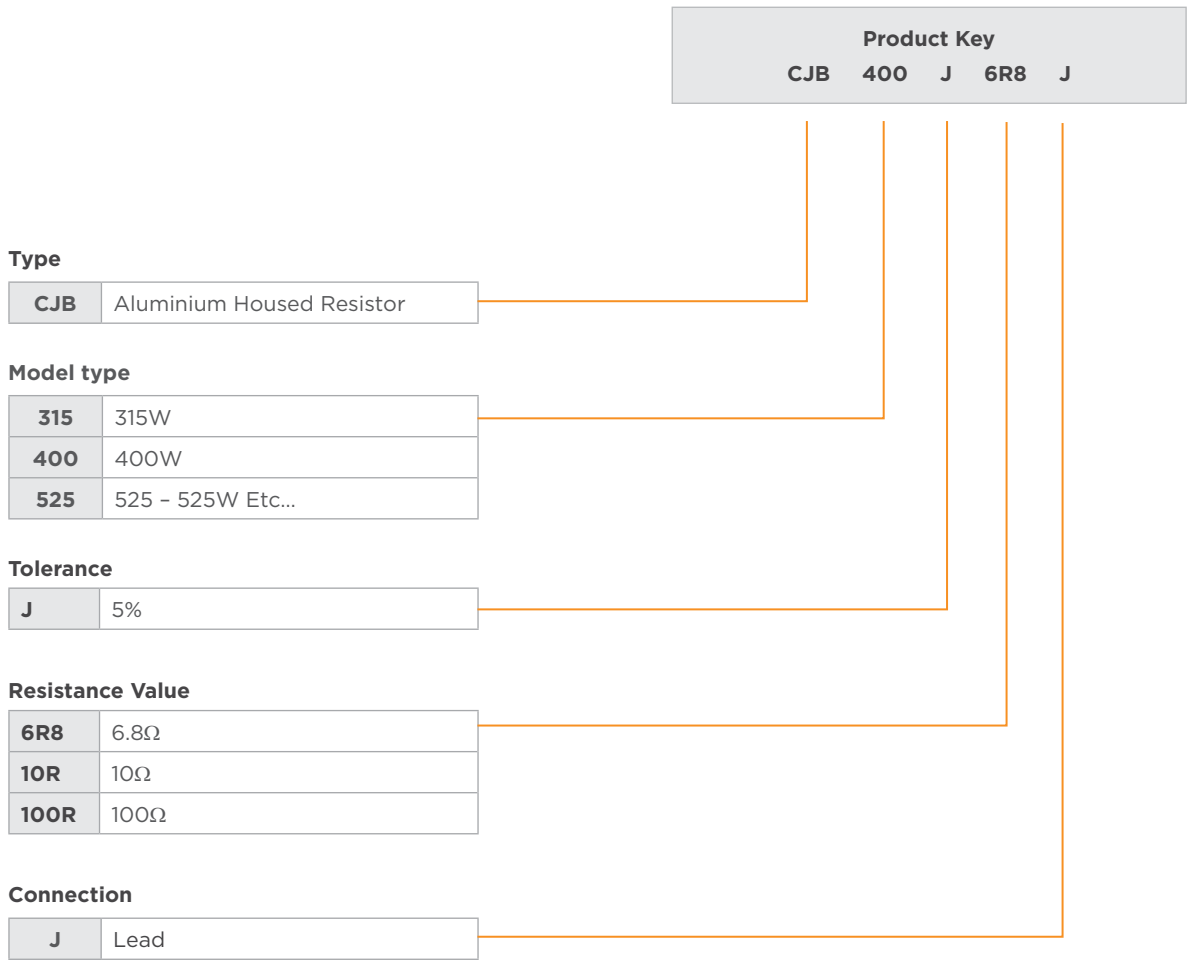 Product Key
CJB 400 J 6R8 J
Type
CJB Aluminium Housed Resistor
Model type
315 315W
400 400W
525 525 – 525W Etc...
Tolerance
J 5%
Resistance Value
6R8 6.8Ω
10R 10Ω
100R 100Ω
Connection
J Lead